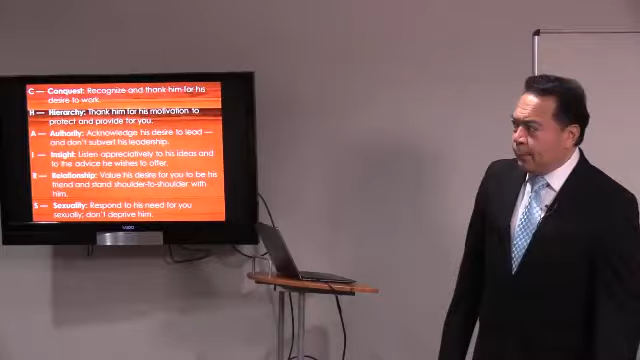 C — Conquest: Recognize and thank him for his
desire to work.
H — Hierarchy: Thank him for his motivation to
protect and provide for you.
A — Authority: Acknowledge his desire to lead —
and don't subvert his leadership.
I — Insight: Listen appreciatively to his ideas and
to the advice he wishes to offer.
R — Relationship: Value his desire for you to be his
friend and stand shoulder-to-shoulder with
him.
S — Sexuality: Respond to his need for you
sexually; don't deprive him.
VIZIO